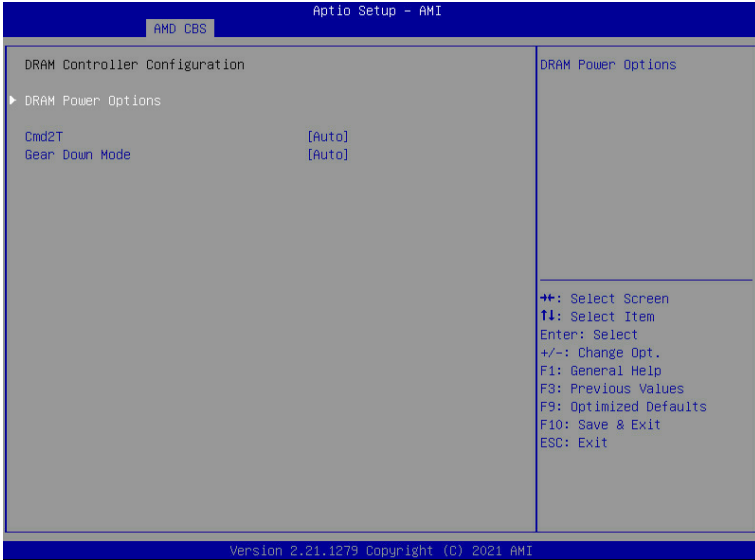 Aptio Setup – AMI
AMD CBS
DRAM Controller Configuration
DRAM Power Options
Cmd2T [Auto]
Gear Down Mode [Auto]
DRAM Power Options
→←: Select Screen
↑↓: Select Item
Enter: Select
+/-: Change Opt.
F1: General Help
F3: Previous Values
F9: Optimized Defaults
F10: Save & Exit
ESC: Exit
Version 2.21.1279 Copyright (C) 2021 AMI